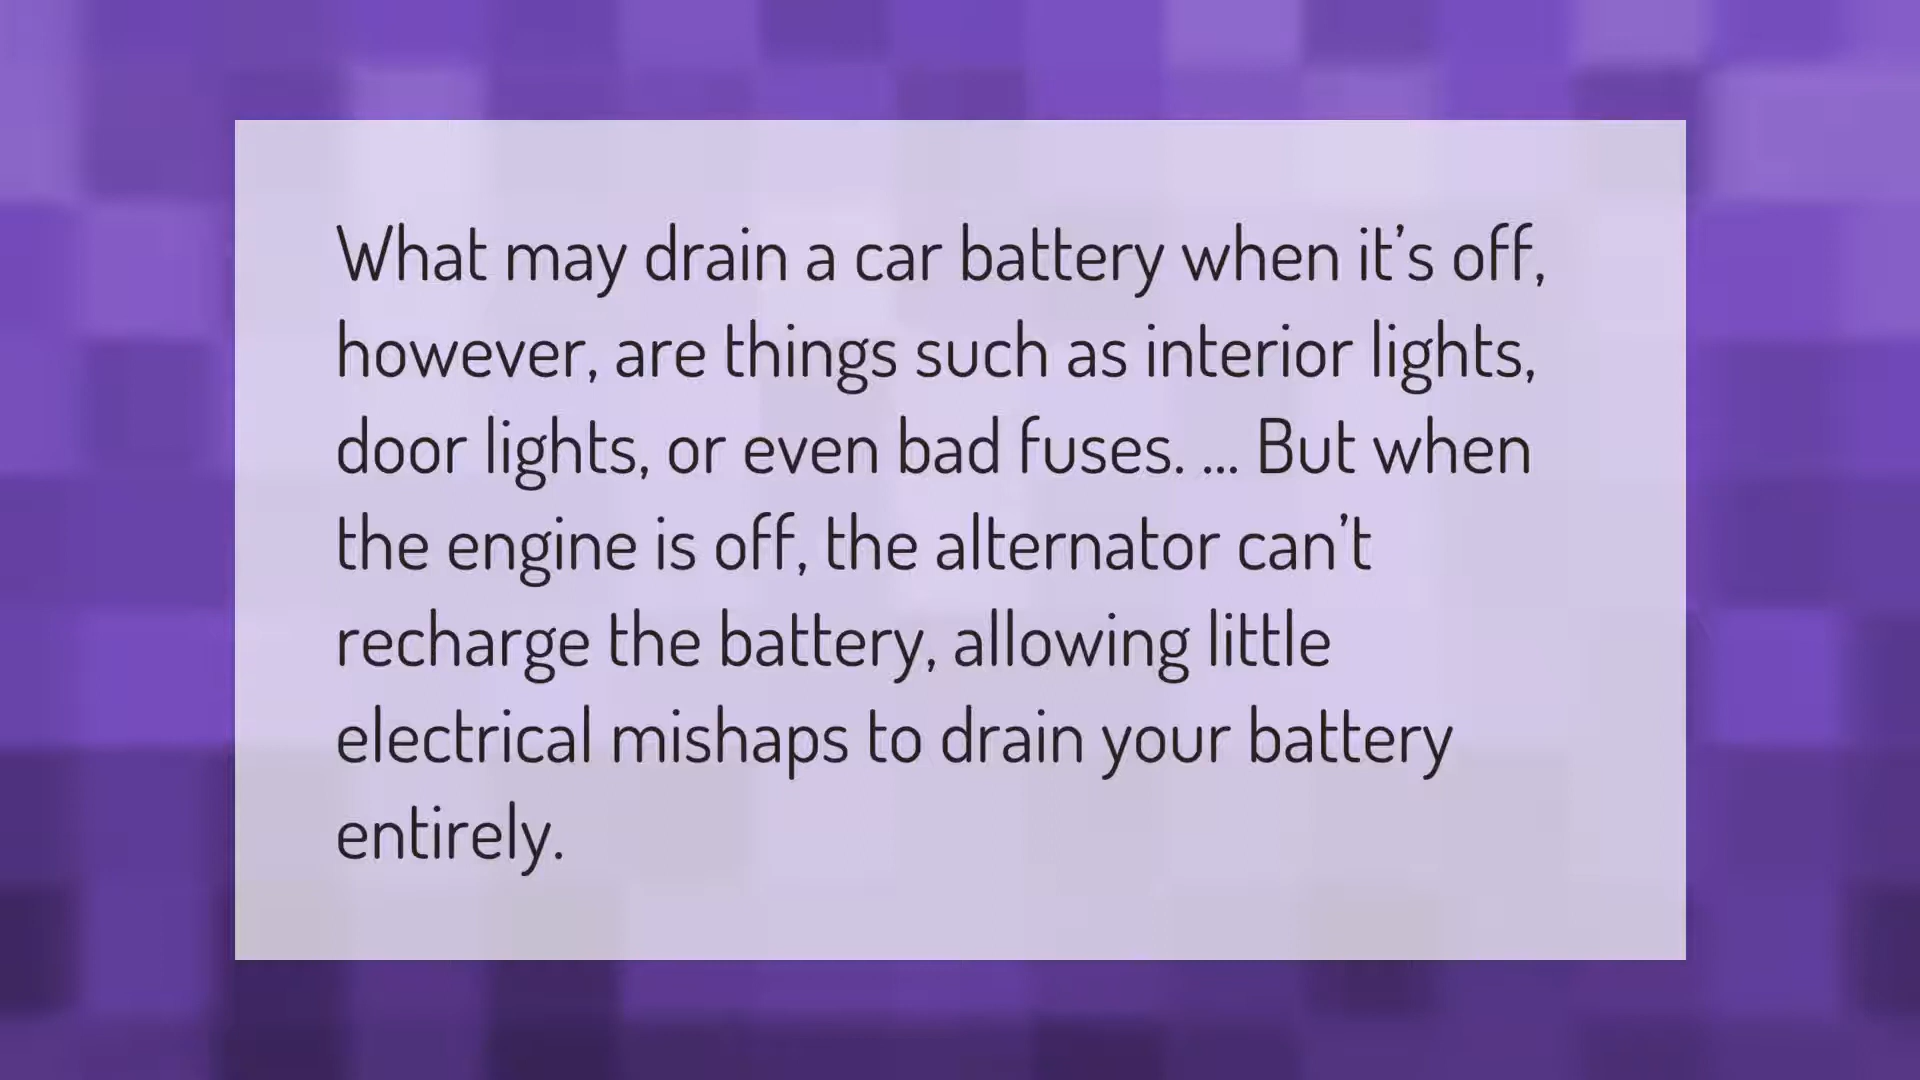 What may drain a car battery when it's off,
however, are things such as interior lights,
door lights, or even bad fuses. ... But when
the engine is off, the alternator can't
recharge the battery, allowing little
electrical mishaps to drain your battery
entirely.